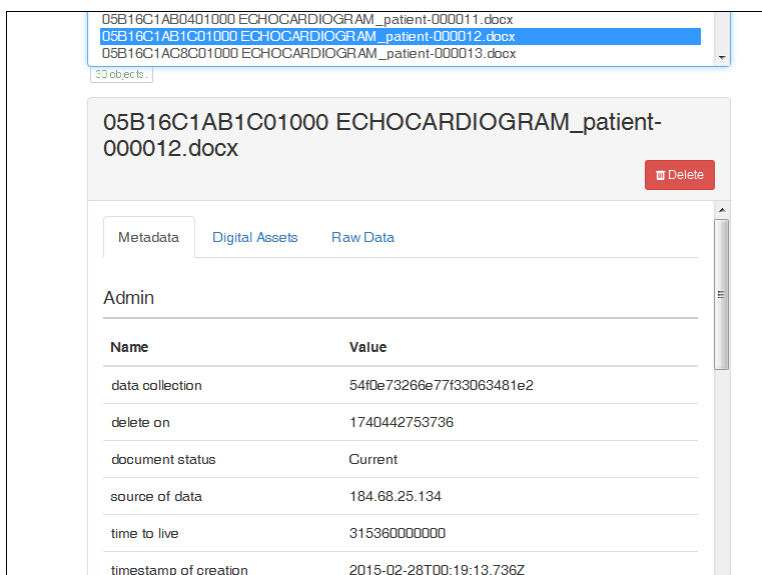 05B16C1AB0401000 ECHOCARDIOGRAM_patient-000011.docx
05B16C1AB1C01000 ECHOCARDIOGRAM_patient-000012.docx
05B16C1AC8C01000 ECHOCARDIOGRAM_patient-000013.docx
30 objects.
05B16C1AB1C01000 ECHOCARDIOGRAM_patient-
000012.docx
Delete
Metadata Digital Assets Raw Data
Admin
Name Value
data collection 54f0e73266e77f33063481e2
delete on 1740442753736
document status Current
source of data 184.68.25.134
time to live 315360000000
timestamp of creation 2015-02-28T00:19:13.736Z